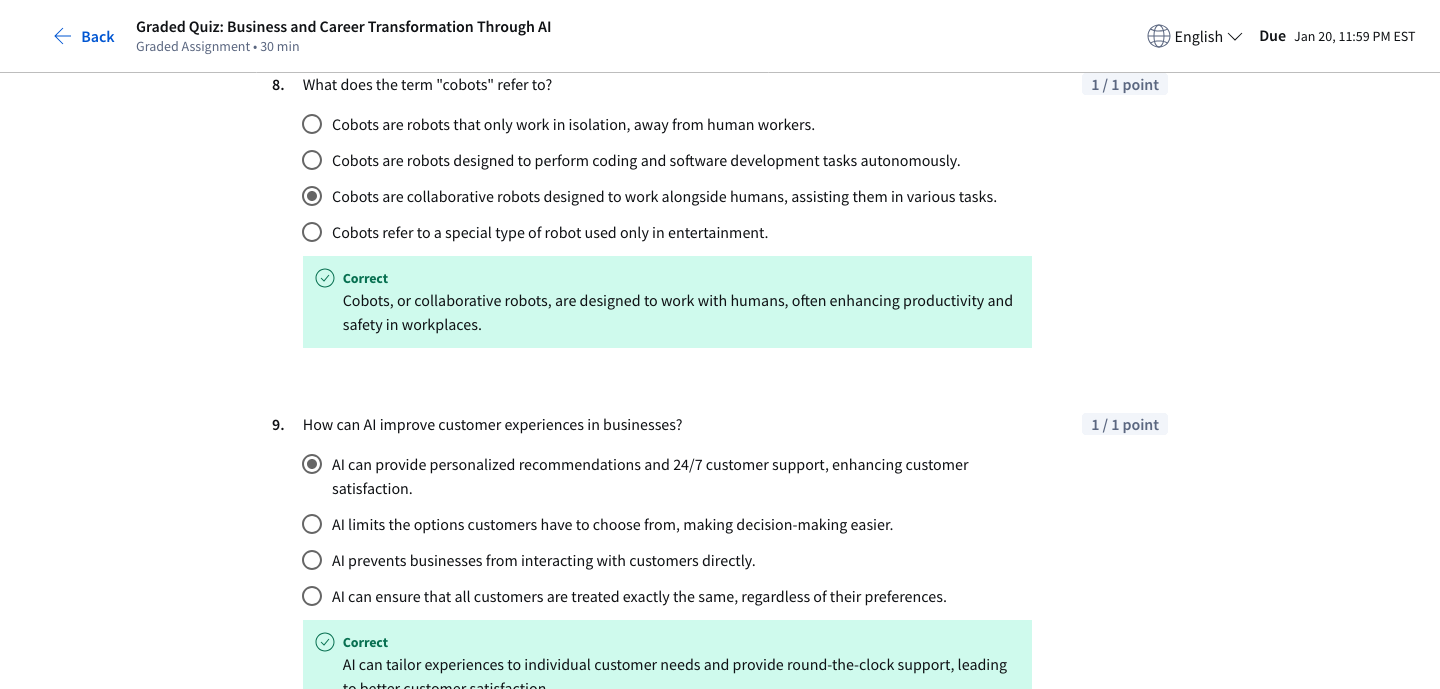 Back
Graded Quiz: Business and Career Transformation Through AI
Graded Assignment • 30 min
English
Due Jan 20, 11:59 PM EST
8. What does the term "cobots" refer to?
1 / 1 point
Cobots are robots that only work in isolation, away from human workers.
Cobots are robots designed to perform coding and software development tasks autonomously.
Cobots are collaborative robots designed to work alongside humans, assisting them in various tasks.
Cobots refer to a special type of robot used only in entertainment.
Correct
Cobots, or collaborative robots, are designed to work with humans, often enhancing productivity and
safety in workplaces.
9. How can AI improve customer experiences in businesses?
1 / 1 point
AI can provide personalized recommendations and 24/7 customer support, enhancing customer
satisfaction.
AI limits the options customers have to choose from, making decision-making easier.
AI prevents businesses from interacting with customers directly.
AI can ensure that all customers are treated exactly the same, regardless of their preferences.
Correct
AI can tailor experiences to individual customer needs and provide round-the-clock support, leading
to better customer satisfaction.